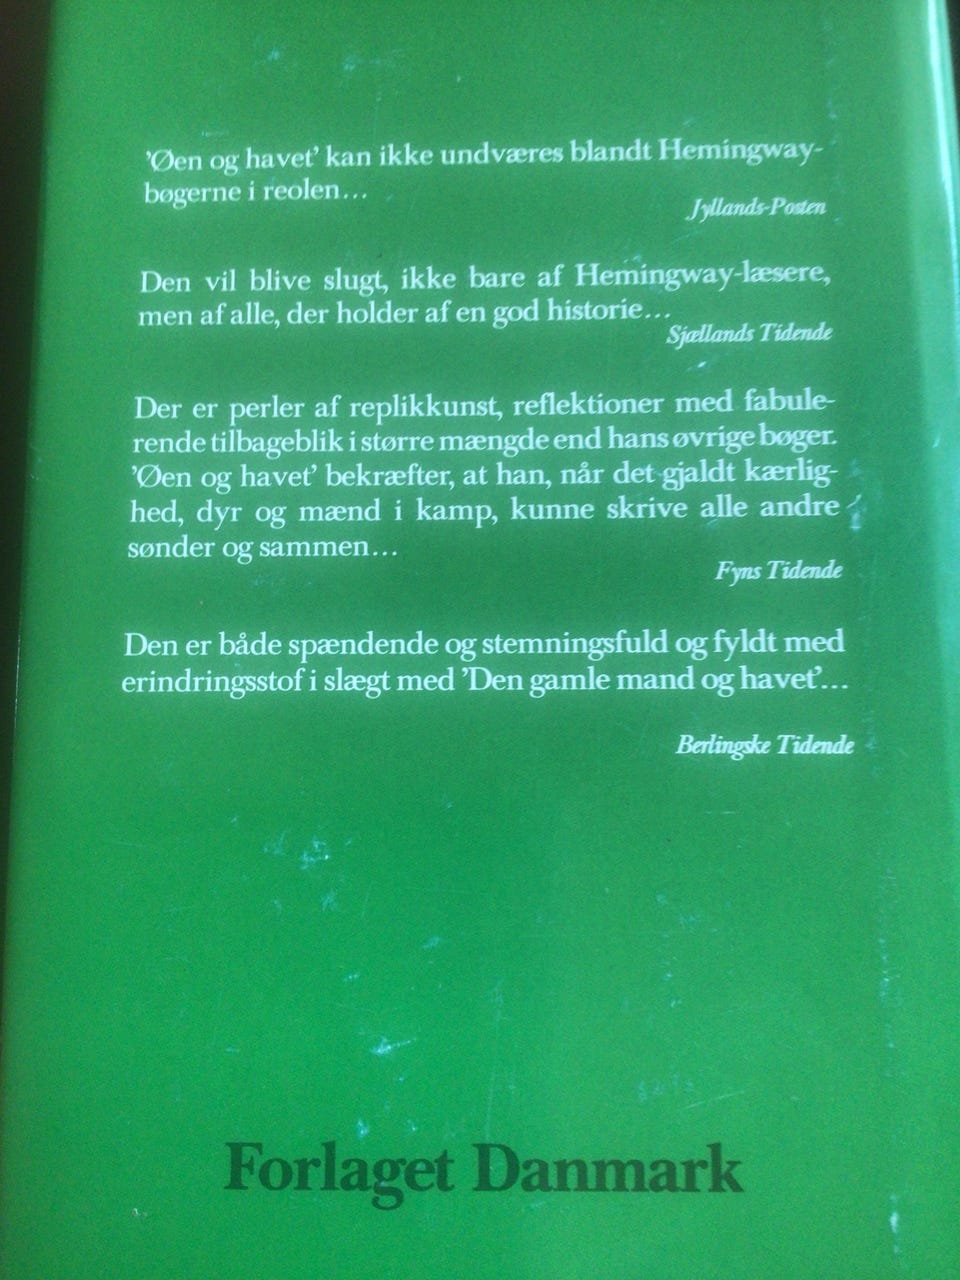 ’Øen og havet’ kan ikke undværes blandt Hemingway-
bøgerne i reolen...
Jyllands-Posten
Den vil blive slugt, ikke bare af Hemingway-læsere,
men af alle, der holder af en god historie...
Sjællands Tidende
Der er perler af replikkunst, reflektioner med fabule-
rende tilbageblik i større mængde end hans øvrige bøger.
’Øen og havet’ bekræfter, at han, når det gjaldt kærlig-
hed, dyr og mænd i kamp, kunne skrive alle andre
sønder og sammen...
Fyns Tidende
Den er både spændende og stemningsfuld og fyldt med
erindringsstof i slægt med ’Den gamle mand og havet’...
Berlingske Tidende
Forlaget Danmark